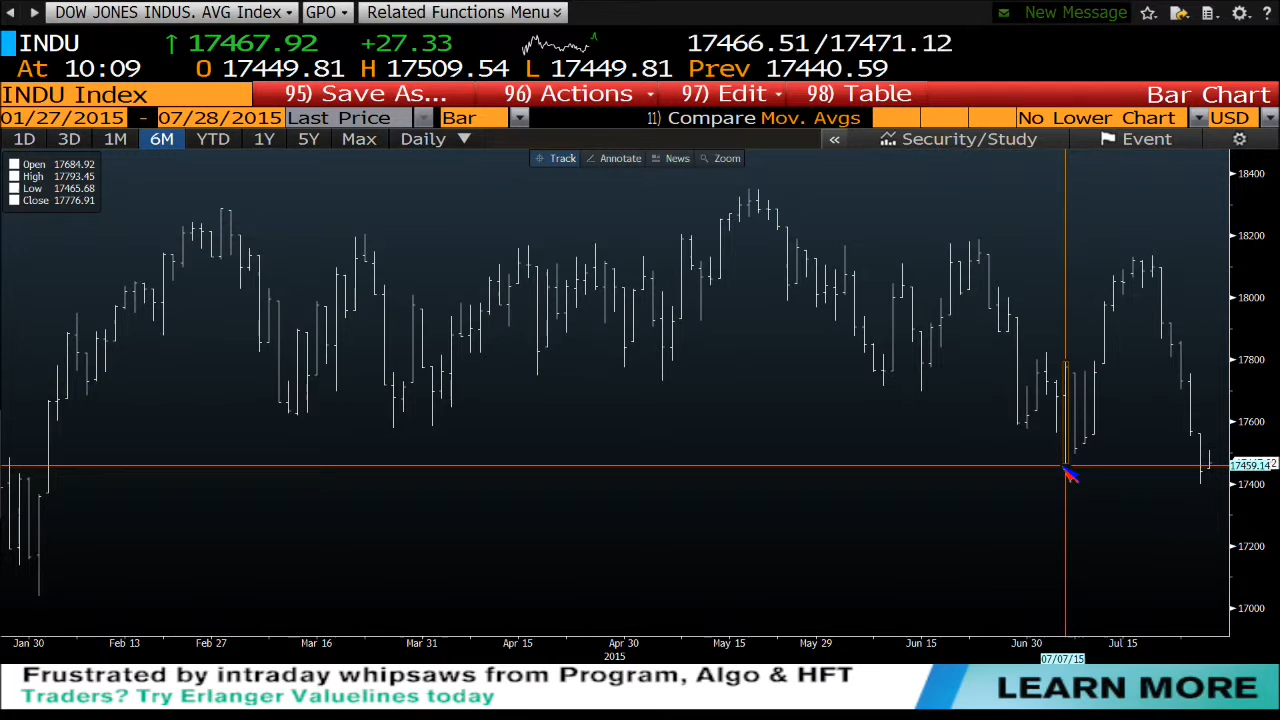 DOW JONES INDUS. AVG Index GPO Related Functions Menu New Message
INDU 17467.92 +27.33 17466.51/17471.12
At 10:09 O 17449.81 H 17509.54 L 17449.81 Prev 17440.59
INDU Index 95) Save As... 96) Actions 97) Edit 98) Table Bar Chart
01/27/2015 - 07/28/2015 Last Price Bar 11) Compare Mov. Avgs No Lower Chart USD
1D 3D 1M 6M YTD 1Y 5Y Max Daily « Security/Study Event
Track Annotate News Zoom
Open 17684.92
High 17793.45
Low 17465.68
Close 17776.91
18400
18200
18000
17800
17600
17459.14
17400
17200
17000
Jan 30 Feb 13 Feb 27 Mar 16 Mar 31 Apr 15 Apr 30 May 15 May 29 Jun 15 Jun 30 Jul 15
2015 07/07/15
Frustrated by intraday whipsaws from Program, Algo & HFT
Traders? Try Erlanger Valuelines today
LEARN MORE